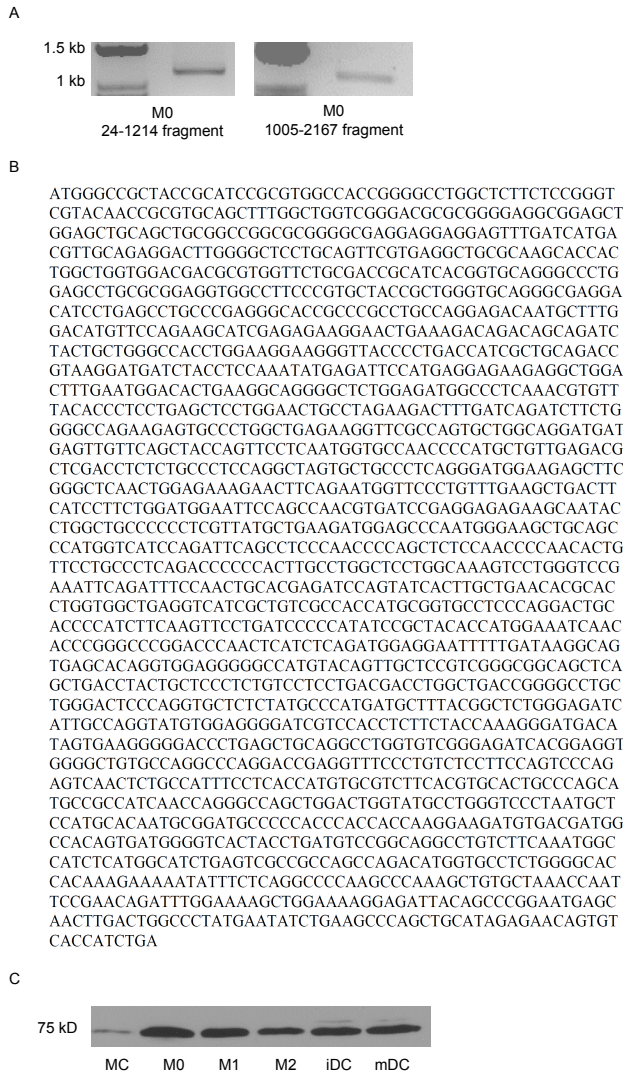 A
1.5 kb
1 kb
M0
24-1214 fragment
M0
1005-2167 fragment
B
ATGGGCCGCTACCGCATCCGCGTGGCCACCGGGGCCTGGCTCTTCTCCGGGT
CGTACAACCGCGTGCAGCTTTGGCTGGTCGGGACGCGCGGGGAGGCGGAGCT
GGAGCTGCAGCTGCGGCCGGCGCGGGGCGAGGAGGAGGAGTTTGATCATGA
CGTTGCAGAGGACTTGGGGCTCCTGCAGTTCGTGAGGCTGCGCAAGCACCAC
TGGCTGGTGGACGACGCGTGGTTCTGCGACCGCATCACGGTGCAGGGCCCTG
GAGCCTGCGCGGAGGTGGCCTTCCCGTGCTACCGCTGGGTGCAGGGCGAGGA
CATCCTGAGCCTGCCCGAGGGCACCGCCCGCCTGCCAGGAGACAATGCTTTG
GACATGTTCCAGAAGCATCGAGAGAAGGAACTGAAAGACAGACAGCAGATC
TACTGCTGGGCCACCTGGAAGGAAGGGTTACCCCTGACCATCGCTGCAGACC
GTAAGGATGATCTACCTCCAAATATGAGATTCCATGAGGAGAAGAGGCTGGA
CTTTGAATGGACACTGAAGGCAGGGGCTCTGGAGATGGCCCTCAAACGTGTT
TACACCCTCCTGAGCTCCTGGAACTGCCTAGAAGACTTTGATCAGATCTTCTG
GGGCCAGAAGAGTGCCCTGGCTGAGAAGGTTCGCCAGTGCTGGCAGGATGAT
GAGTTGTTCAGCTACCAGTTCCTCAATGGTGCCAACCCCATGCTGTTGAGACG
CTCGACCTCTCTGCCCTCCAGGCTAGTGCTGCCCTCAGGGATGGAAGAGCTTC
GGGCTCAACTGGAGAAAGAACTTCAGAATGGTTCCCTGTTTGAAGCTGACTT
CATCCTTCTGGATGGAATTCCAGCCAACGTGATCCGAGGAGAGAAGCAATAC
CTGGCTGCCCCCCTCGTTATGCTGAAGATGGAGCCCAATGGGAAGCTGCAGC
CCATGGTCATCCAGATTCAGCCTCCCAACCCCAGCTCTCCAACCCCAACACTG
TTCCTGCCCTCAGACCCCCCACTTGCCTGGCTCCTGGCAAAGTCCTGGGTCCG
AAATTCAGATTTCCAACTGCACGAGATCCAGTATCACTTGCTGAACACGCAC
CTGGTGGCTGAGGTCATCGCTGTCGCCACCATGCGGTGCCTCCCAGGACTGC
ACCCCATCTTCAAGTTCCTGATCCCCCATATCCGCTACACCATGGAAATCAAC
ACCCGGGCCCGGACCCAACTCATCTCAGATGGAGGAATTTTTGATAAGGCAG
TGAGCACAGGTGGAGGGGGCCATGTACAGTTGCTCCGTCGGGCGGCAGCTCA
GCTGACCTACTGCTCCCTCTGTCCTCCTGACGACCTGGCTGACCGGGGCCTGC
TGGGACTCCCAGGTGCTCTCTATGCCCATGATGCTTTACGGCTCTGGGAGATC
ATTGCCAGGTATGTGGAGGGGATCGTCCACCTCTTCTACCAAAGGGATGACA
TAGTGAAGGGGGACCCTGAGCTGCAGGCCTGGTGTCGGGAGATCACGGAGGT
GGGGCTGTGCCAGGCCCAGGACCGAGGTTTCCCTGTCTCCTTCCAGTCCCAG
AGTCAACTCTGCCATTTCCTCACCATGTGCGTCTTCACGTGCACTGCCCAGCA
TGCCGCCATCAACCAGGGCCAGCTGGACTGGTATGCCTGGGTCCCTAATGCT
CCATGCACAATGCGGATGCCCCCACCCACCACCAAGGAAGATGTGACGATGG
CCACAGTGATGGGGTCACTACCTGATGTCCGGCAGGCCTGTCTTCAAATGGC
CATCTCATGGCATCTGAGTCGCCGCCAGCCAGACATGGTGCCTCTGGGGCAC
CACAAAGAAAAATATTTCTCAGGCCCCAAGCCCAAAGCTGTGCTAAACCAAT
TCCGAACAGATTTGGAAAAGCTGGAAAAGGAGATTACAGCCCGGAATGAGC
AACTTGACTGGCCCTATGAATATCTGAAGCCCAGCTGCATAGAGAACAGTGT
CACCATCTGA
C
75 kD
MC M0 M1 M2 iDC mDC